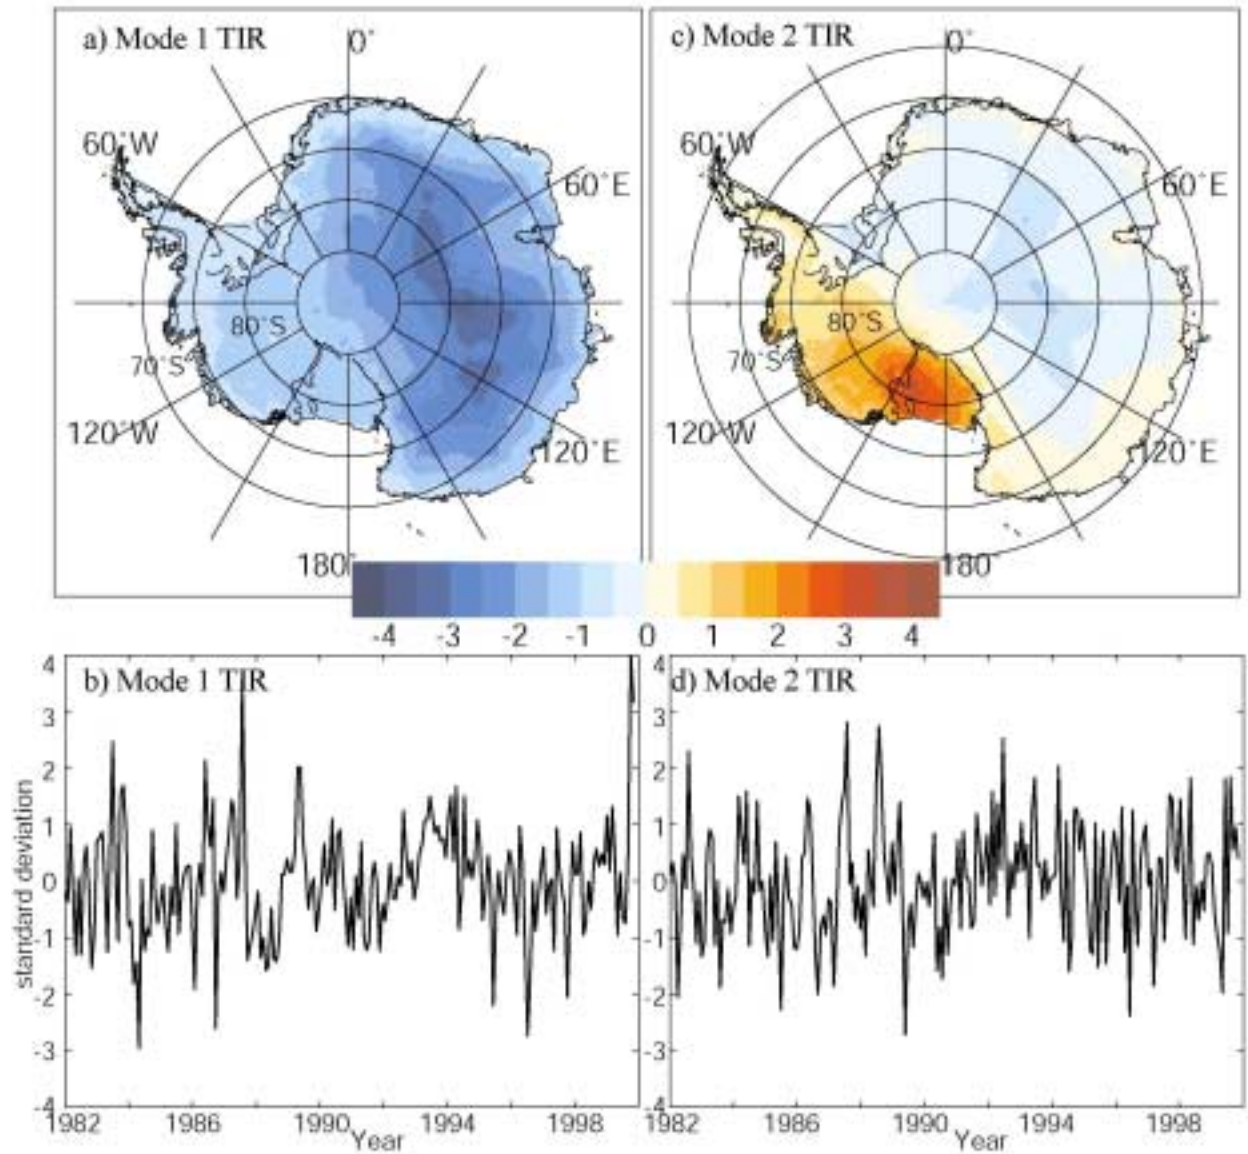 a) Mode 1 TIR
0°
60°W
60°E
80°S
70°S
120°W
120°E
180°
c) Mode 2 TIR
0°
60°W
60°E
80°S
70°S
120°W
120°E
180
-4 -3 -2 -1 0 1 2 3 4
b) Mode 1 TIR
standard deviation
4
3
2
1
0
-1
-2
-3
-4
1982 1986 1990 1994 1998
Year
d) Mode 2 TIR
4
3
2
1
0
-1
-2
-3
-4
1982 1986 1990 1994 1998
Year